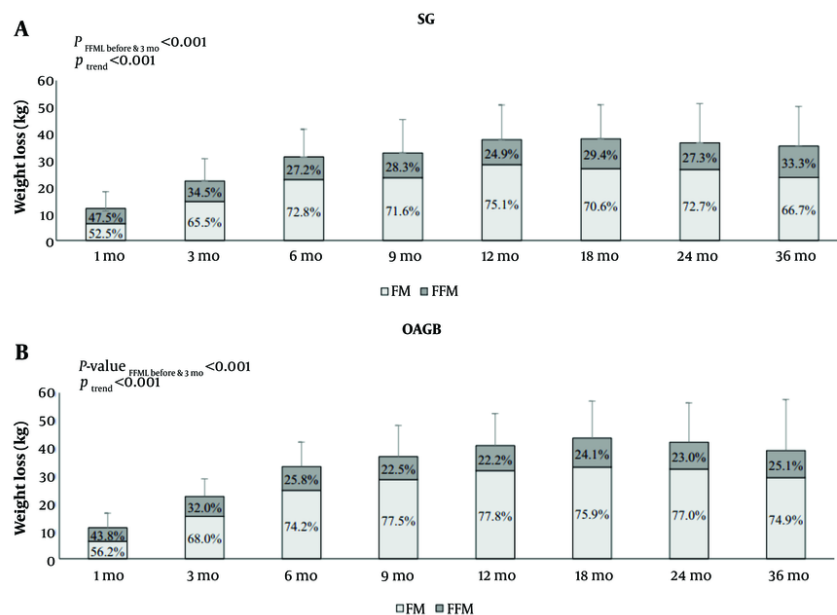 SG
A
P FFML before & 3 mo <0.001
p trend <0.001
Weight loss (kg)
60
50
40
30
20
10
0
47.5% 34.5% 27.2% 28.3% 24.9% 29.4% 27.3% 33.3%
52.5% 65.5% 72.8% 71.6% 75.1% 70.6% 72.7% 66.7%
1 mo 3 mo 6 mo 9 mo 12 mo 18 mo 24 mo 36 mo
FM FFM
OAGB
B
P-value FFML before & 3 mo <0.001
p trend <0.001
Weight loss (kg)
60
50
40
30
20
10
0
43.8% 32.0% 25.8% 22.5% 22.2% 24.1% 23.0% 25.1%
56.2% 68.0% 74.2% 77.5% 77.8% 75.9% 77.0% 74.9%
1 mo 3 mo 6 mo 9 mo 12 mo 18 mo 24 mo 36 mo
FM FFM